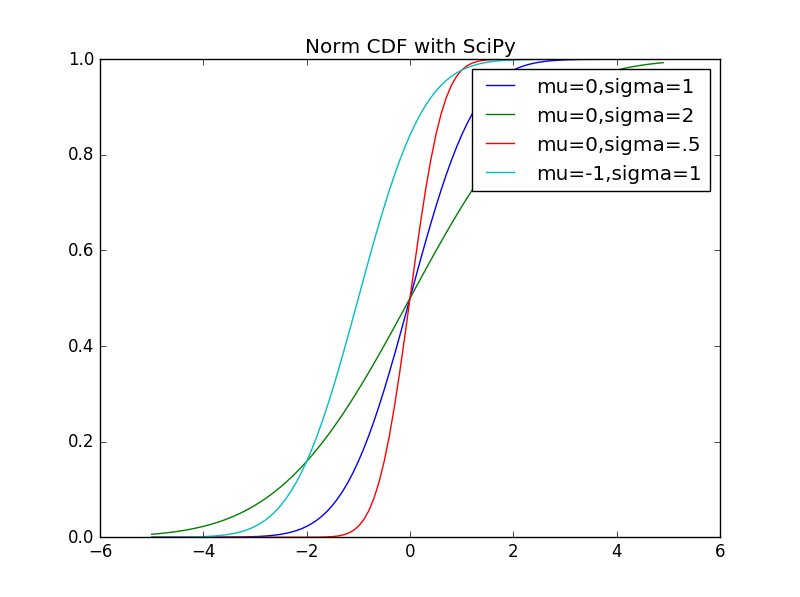 Norm CDF with SciPy
1.0
0.8
0.6
0.4
0.2
0.0
mu=0,sigma=1
mu=0,sigma=2
mu=0,sigma=.5
mu=-1,sigma=1
−6 −4 −2 0 2 4 6